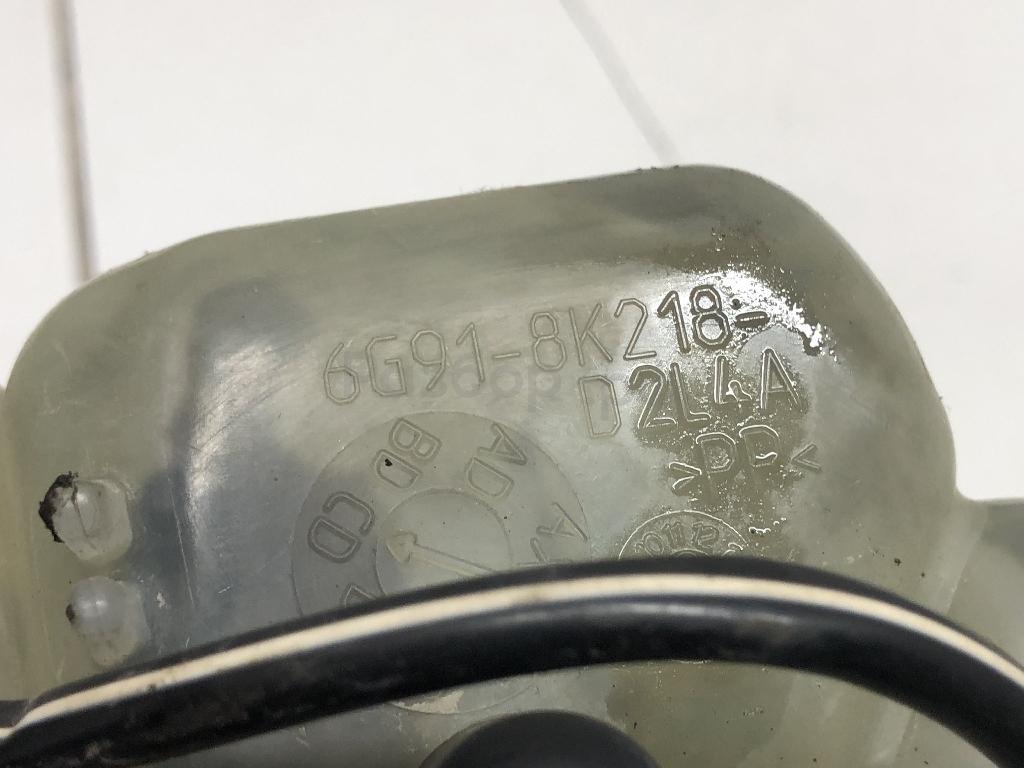 6G91-8K218-
D2L4A
>PP<
AD
BD
CD